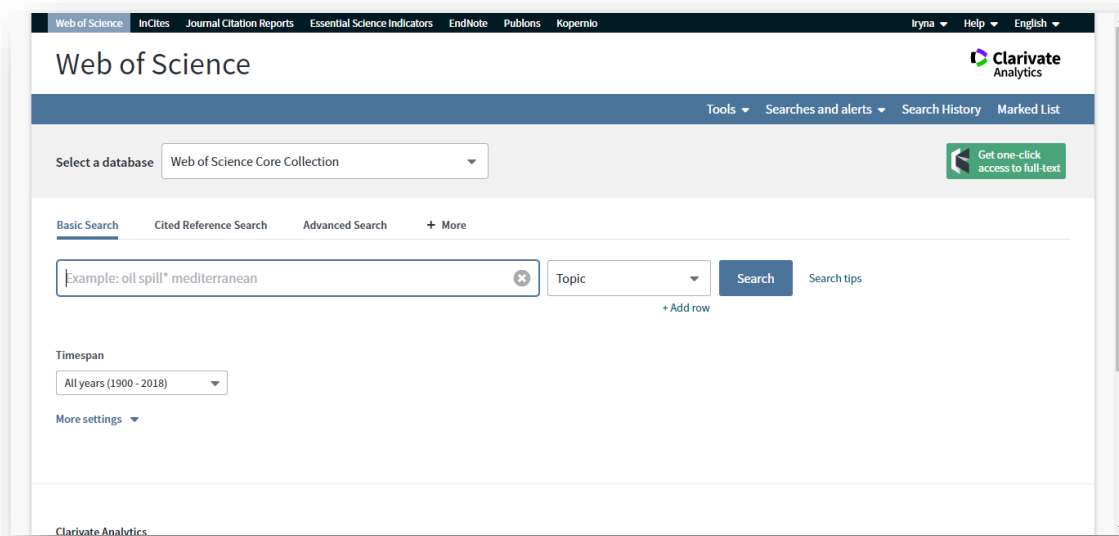 Web of Science InCites Journal Citation Reports Essential Science Indicators EndNote Publons Kopernio Iryna Help English
Web of Science
Clarivate
Analytics
Tools Searches and alerts Search History Marked List
Select a database Web of Science Core Collection
Get one-click
access to full-text
Basic Search Cited Reference Search Advanced Search + More
Example: oil spill* mediterranean Topic Search Search tips
+ Add row
Timespan
All years (1900 - 2018)
More settings
Clarivate Analytics